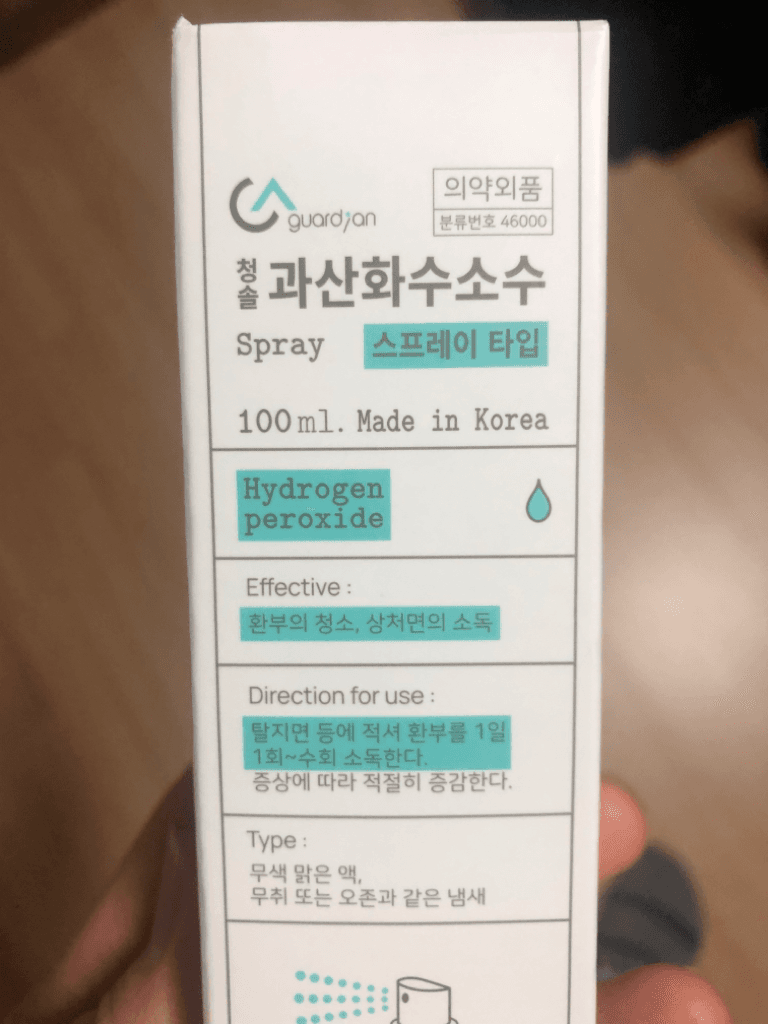 guardian
의약외품
분류번호 46000
청솔 과산화수소수
Spray 스프레이 타입
100ml. Made in Korea
Hydrogen
peroxide
Effective :
환부의 청소, 상처면의 소독
Direction for use :
탈지면 등에 적셔 환부를 1일
1회~수회 소독한다.
증상에 따라 적절히 증감한다.
Type :
무색 맑은 액,
무취 또는 오존과 같은 냄새